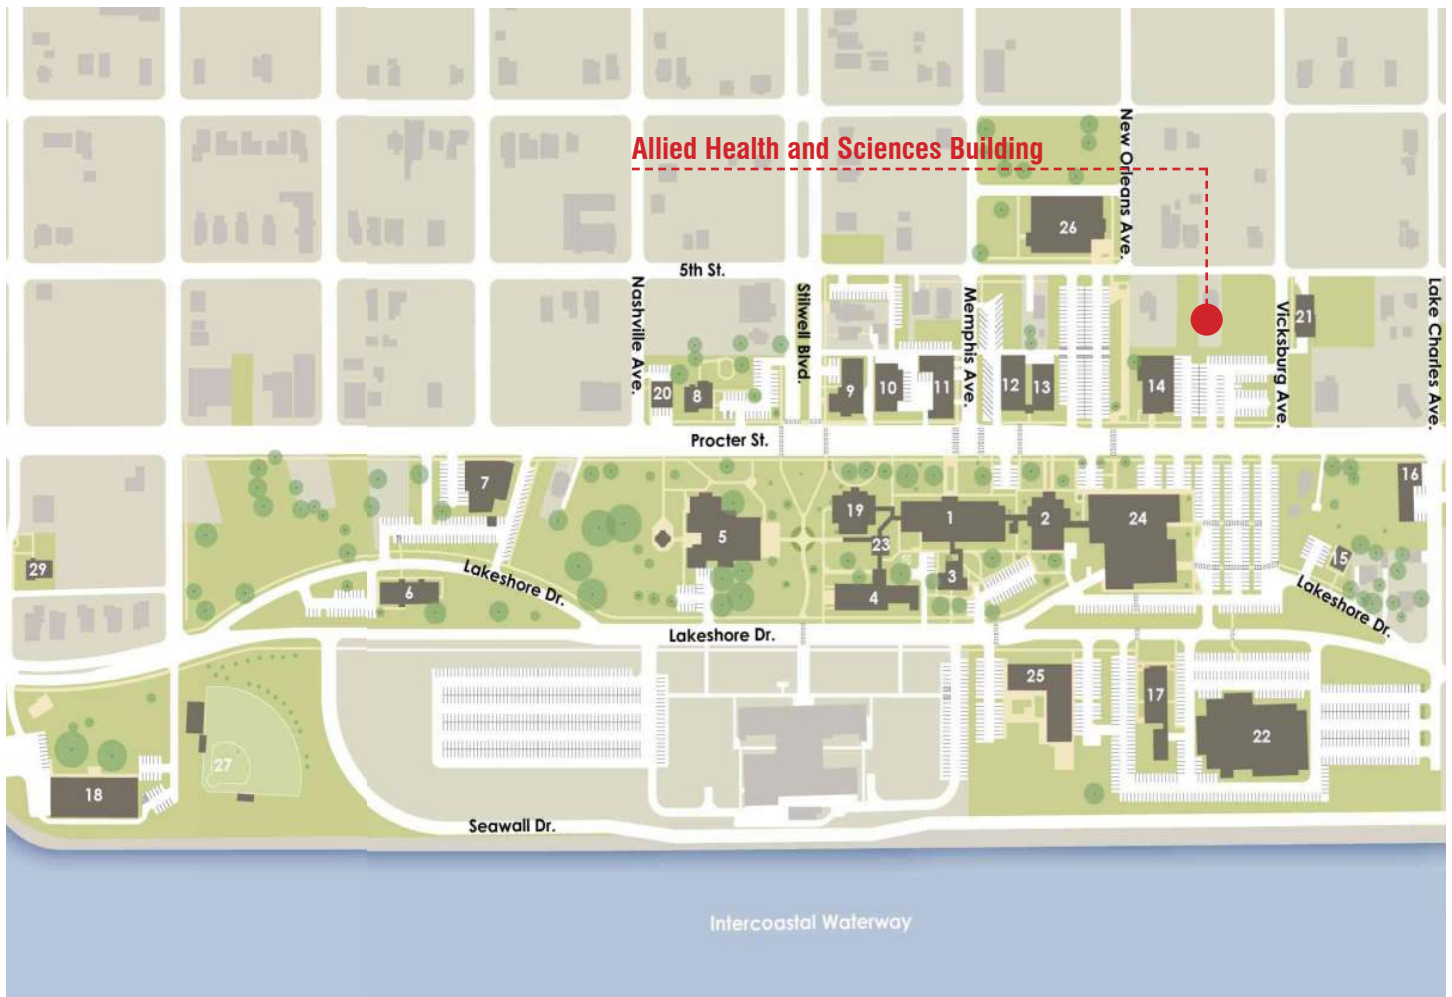 Allied Health and Sciences Building
New Orleans Ave.
26
5th St.
Nashville Ave.
Stilwell Blvd.
Memphis Ave.
Vicksburg Ave.
Lake Charles Ave.
21
20
8
9
10
11
12
13
14
Procter St.
7
16
5
19
1
2
24
23
29
6
Lakeshore Dr.
3
4
15
Lakeshore Dr.
Lakeshore Dr.
25
17
22
27
18
Seawall Dr.
Intercoastal Waterway